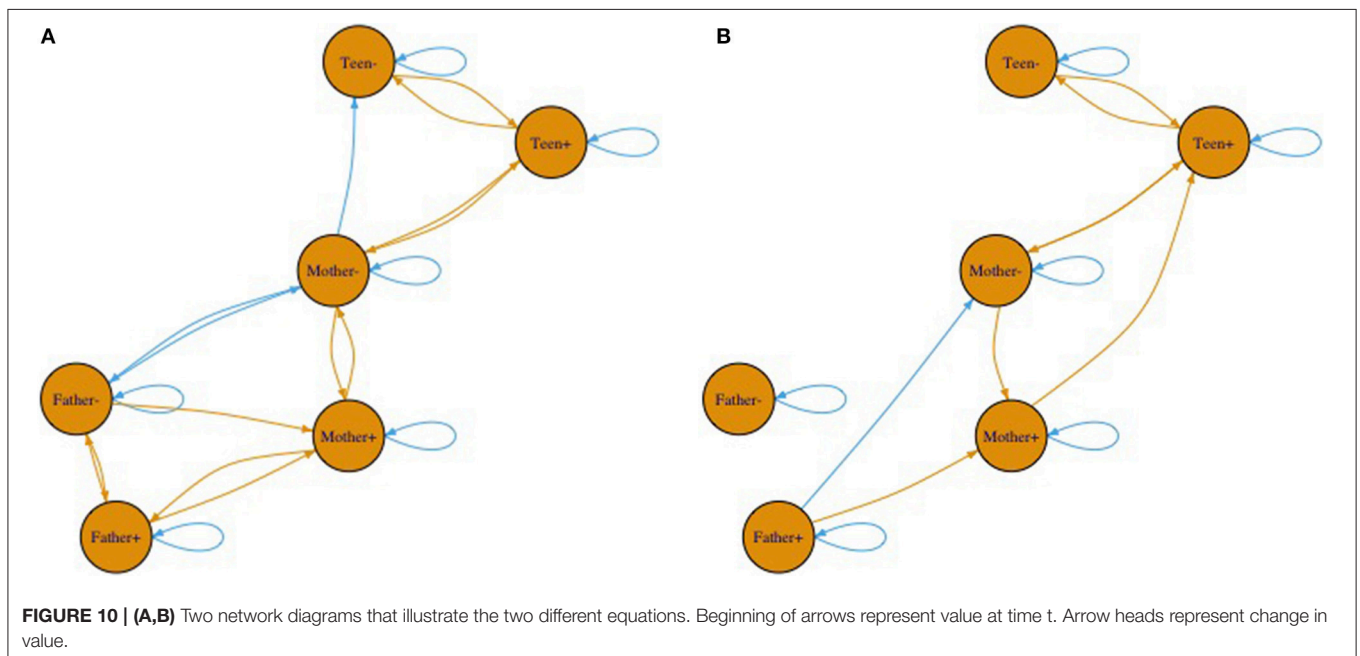 A
B
Teen-
Teen-
Teen+
Teen+
Mother-
Mother-
Father-
Father-
Mother+
Mother+
Father+
Father+
FIGURE 10 | (A,B) Two network diagrams that illustrate the two different equations. Beginning of arrows represent value at time t. Arrow heads represent change in
value.